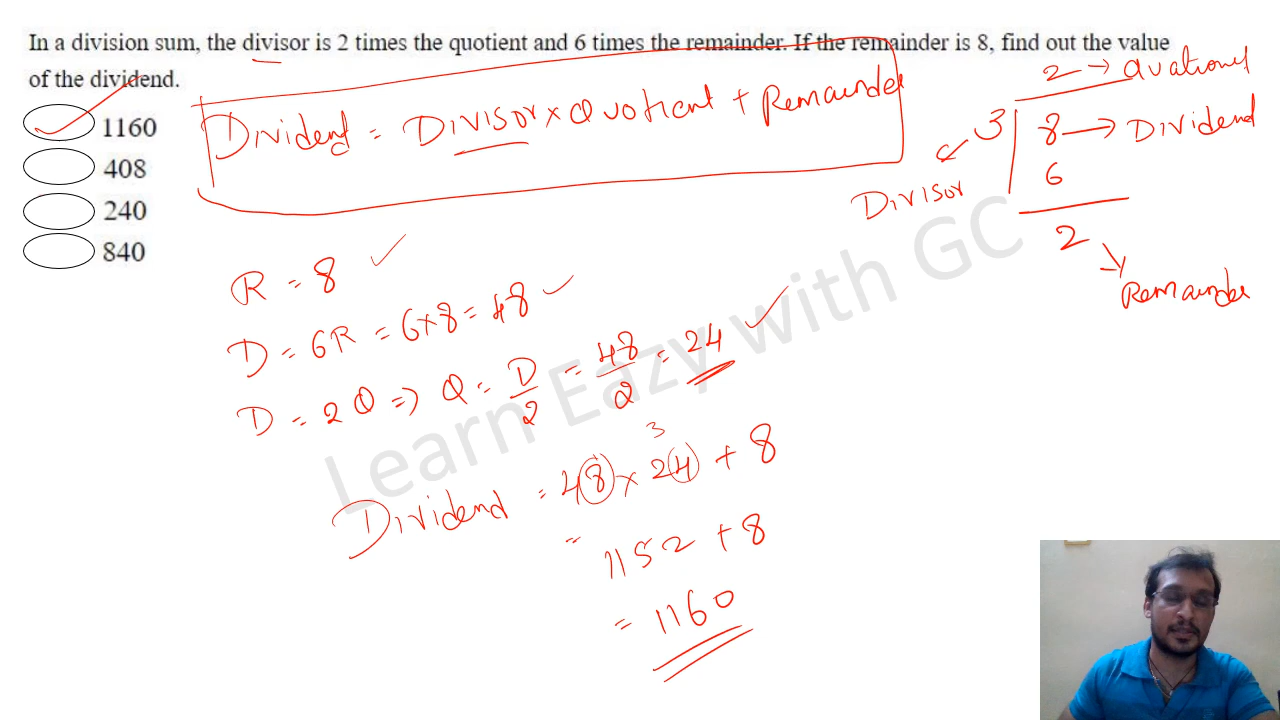 In a division sum, the divisor is 2 times the quotient and 6 times the remainder. If the remainder is 8, find out the value
of the dividend.
1160
408
240
840
Dividend = Divisor × Quotient + Remainder
2 → Quationt
3
8 → Dividend
6
Divisor
2
Remainder
R = 8
D = 6R = 6×8 = 48
D = 2Q => Q = D/2 = 48/2 = 24
3
Dividend = 48 × 24 + 8
= 1152 + 8
= 1160
Learn Eazy with GC